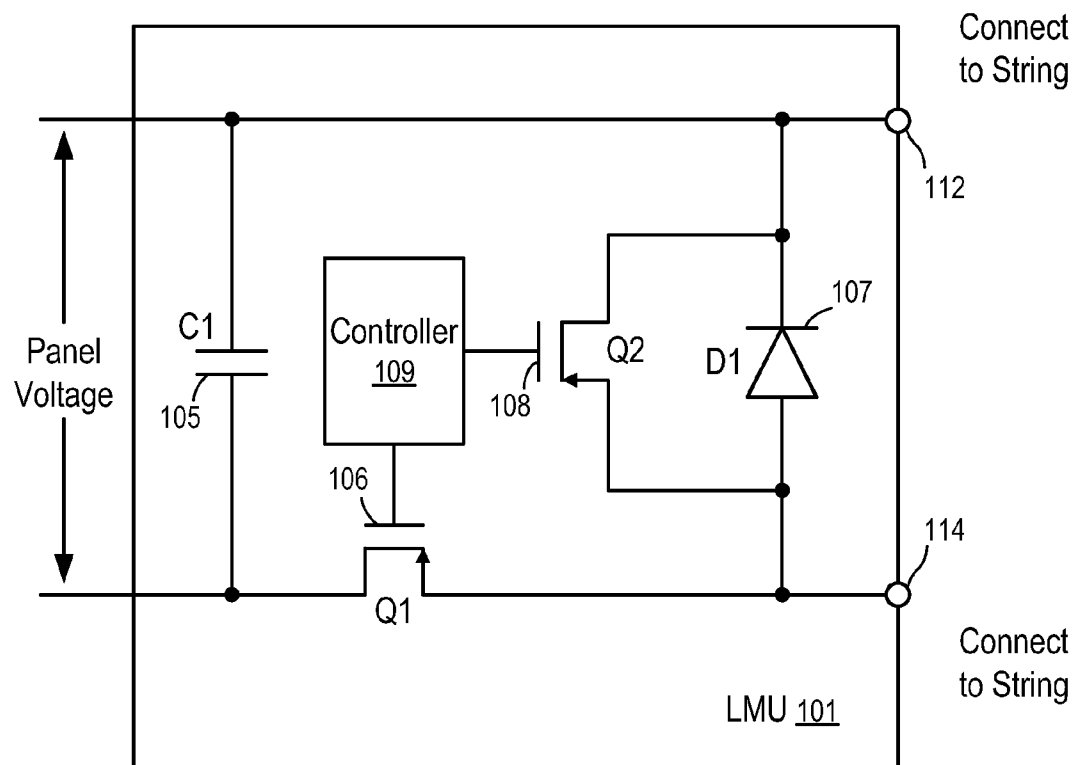 Connect
to String
112
107
C1
Controller
109
Q2
D1
Panel
Voltage
105
108
106
114
Q1
Connect
to String
LMU 101